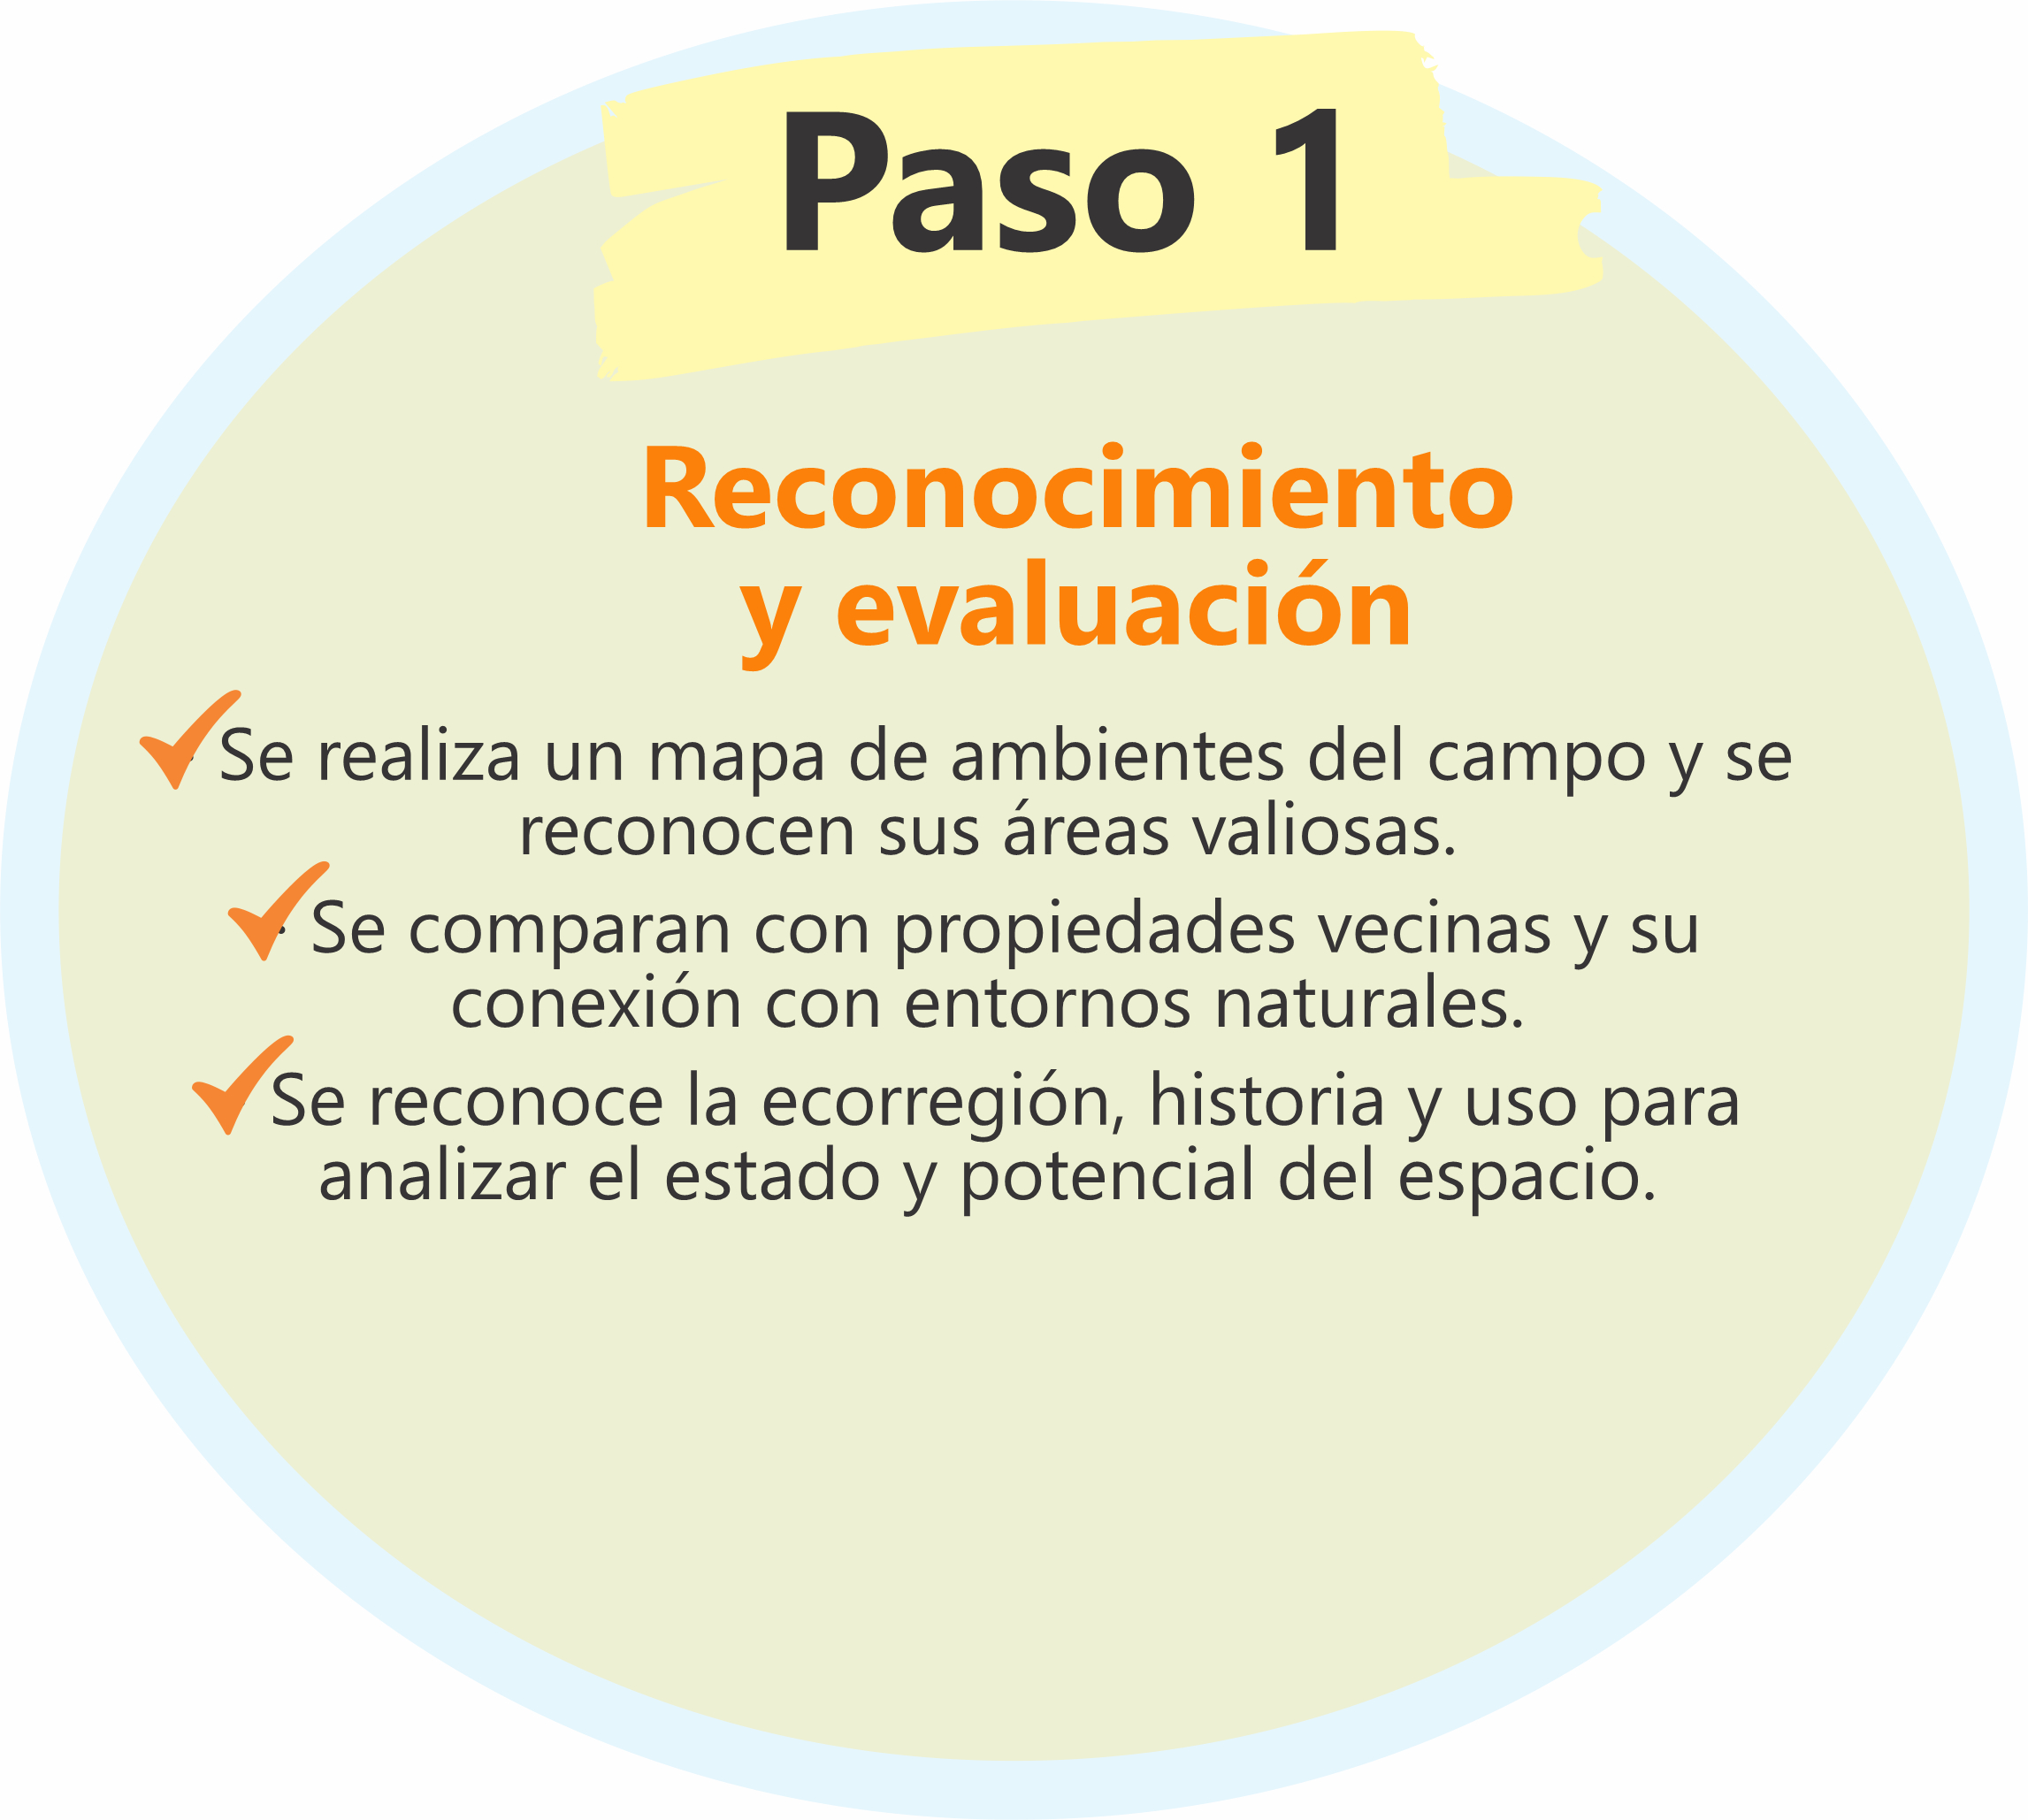 Paso 1
Reconocimiento
y evaluación
Se realiza un mapa de ambientes del campo y se
reconocen sus áreas valiosas.
Se comparan con propiedades vecinas y su
conexión con entornos naturales.
Se reconoce la ecorregión, historia y uso para
analizar el estado y potencial del espacio.